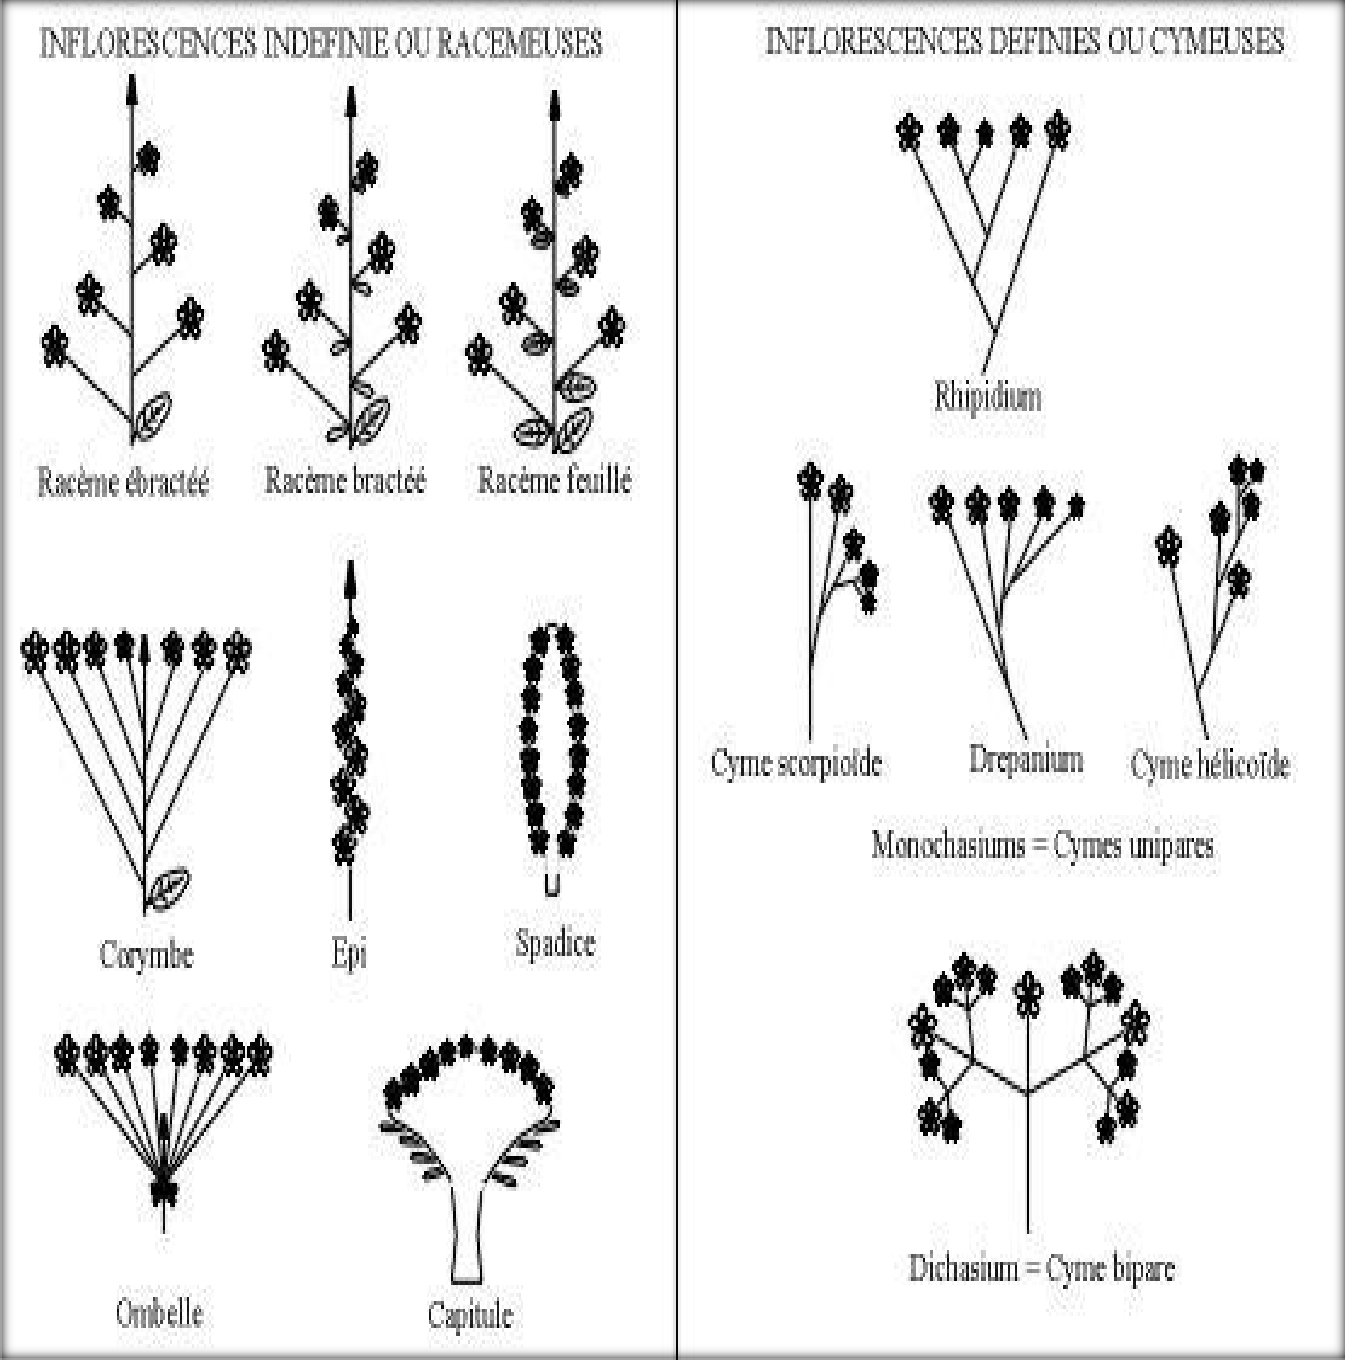 INFLORESCENCES INDEFINIE OU RACEMEUSES
Racème ébractéé
Racème bractéé
Racème feuillé
Corymbe
Epi
Spadice
Ombelle
Capitule
INFLORESCENCES DEFINIES OU CYMEUSES
Rhipidium
Cyme scorpioïde
Drepanium
Cyme hélicoïde
Monochasiums = Cymes unipares
Dichasium = Cyme bipare